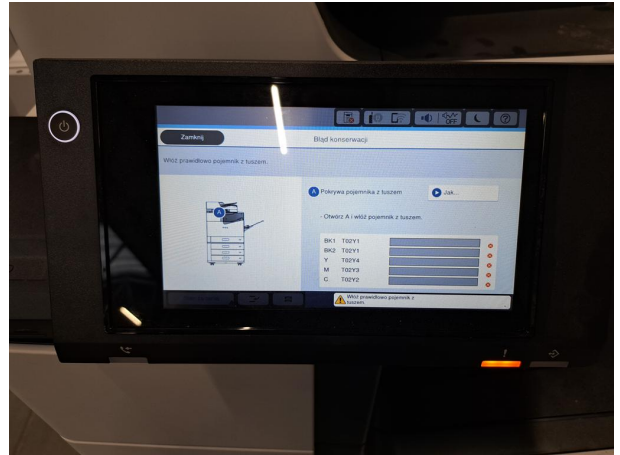 OFF
Zamknij
Błąd konserwacji
Włóż prawidłowo pojemnik z tuszem.
A
A Pokrywa pojemnika z tuszem
Jak...
- Otwórz A i włóż pojemnik z tuszem.
BK1 T02Y1
BK2 T02Y1
Y T02Y4
M T02Y3
C T02Y2
Włóż prawidłowo pojemnik z
tuszem.